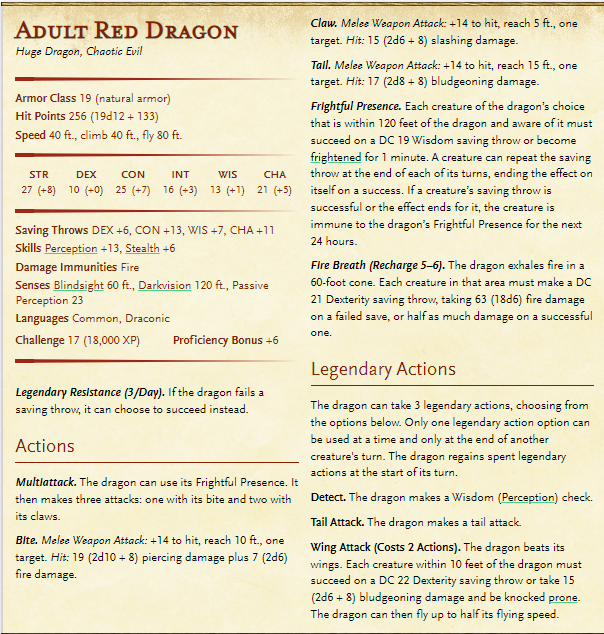 Adult Red Dragon
Huge Dragon, Chaotic Evil
Armor Class 19 (natural armor)
Hit Points 256 (19d12 + 133)
Speed 40 ft., climb 40 ft., fly 80 ft.
STR DEX CON INT WIS CHA
27 (+8) 10 (+0) 25 (+7) 16 (+3) 13 (+1) 21 (+5)
Saving Throws DEX +6, CON +13, WIS +7, CHA +11
Skills Perception +13, Stealth +6
Damage Immunities Fire
Senses Blindsight 60 ft., Darkvision 120 ft., Passive
Perception 23
Languages Common, Draconic
Challenge 17 (18,000 XP) Proficiency Bonus +6
Legendary Resistance (3/Day). If the dragon fails a
saving throw, it can choose to succeed instead.
Actions
Multiattack. The dragon can use its Frightful Presence. It
then makes three attacks: one with its bite and two with
its claws.
Bite. Melee Weapon Attack: +14 to hit, reach 10 ft., one
target. Hit: 19 (2d10 + 8) piercing damage plus 7 (2d6)
fire damage.
Claw. Melee Weapon Attack: +14 to hit, reach 5 ft., one
target. Hit: 15 (2d6 + 8) slashing damage.
Tail. Melee Weapon Attack: +14 to hit, reach 15 ft., one
target. Hit: 17 (2d8 + 8) bludgeoning damage.
Frightful Presence. Each creature of the dragon's choice
that is within 120 feet of the dragon and aware of it must
succeed on a DC 19 Wisdom saving throw or become
frightened for 1 minute. A creature can repeat the saving
throw at the end of each of its turns, ending the effect on
itself on a success. If a creature's saving throw is
successful or the effect ends for it, the creature is
immune to the dragon's Frightful Presence for the next
24 hours.
Fire Breath (Recharge 5–6). The dragon exhales fire in a
60-foot cone. Each creature in that area must make a DC
21 Dexterity saving throw, taking 63 (18d6) fire damage
on a failed save, or half as much damage on a successful
one.
Legendary Actions
The dragon can take 3 legendary actions, choosing from
the options below. Only one legendary action option can
be used at a time and only at the end of another
creature's turn. The dragon regains spent legendary
actions at the start of its turn.
Detect. The dragon makes a Wisdom (Perception) check.
Tail Attack. The dragon makes a tail attack.
Wing Attack (Costs 2 Actions). The dragon beats its
wings. Each creature within 10 feet of the dragon must
succeed on a DC 22 Dexterity saving throw or take 15
(2d6 + 8) bludgeoning damage and be knocked prone.
The dragon can then fly up to half its flying speed.